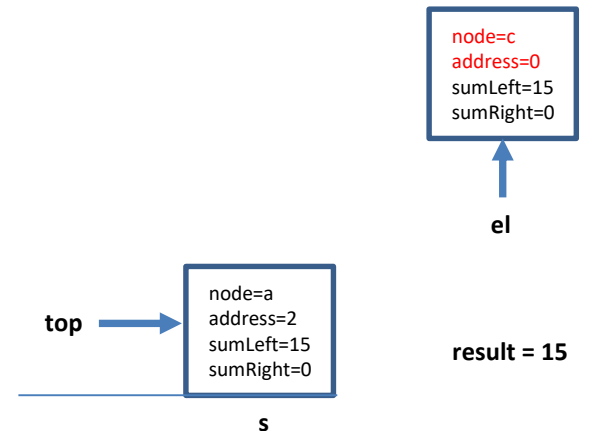 node=c
address=0
sumLeft=15
sumRight=0
el
top
node=a
address=2
sumLeft=15
sumRight=0
result = 15
s